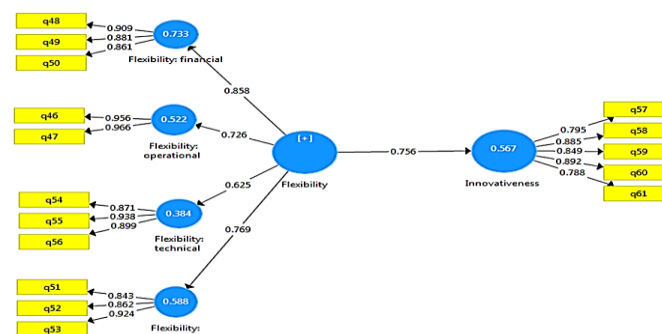 q48
q49
q50
0.909
0.881
0.861
0.733
Flexibility: financial
0.858
q46
q47
0.956
0.966
0.522
Flexibility:
operational
0.726
q54
q55
q56
0.871
0.938
0.899
0.384
Flexibility:
technical
0.625
q51
q52
q53
0.843
0.862
0.924
0.588
Flexibility:
0.769
[+]
Flexibility
0.756
0.567
Innovativeness
0.795
0.885
0.849
0.892
0.788
q57
q58
q59
q60
q61